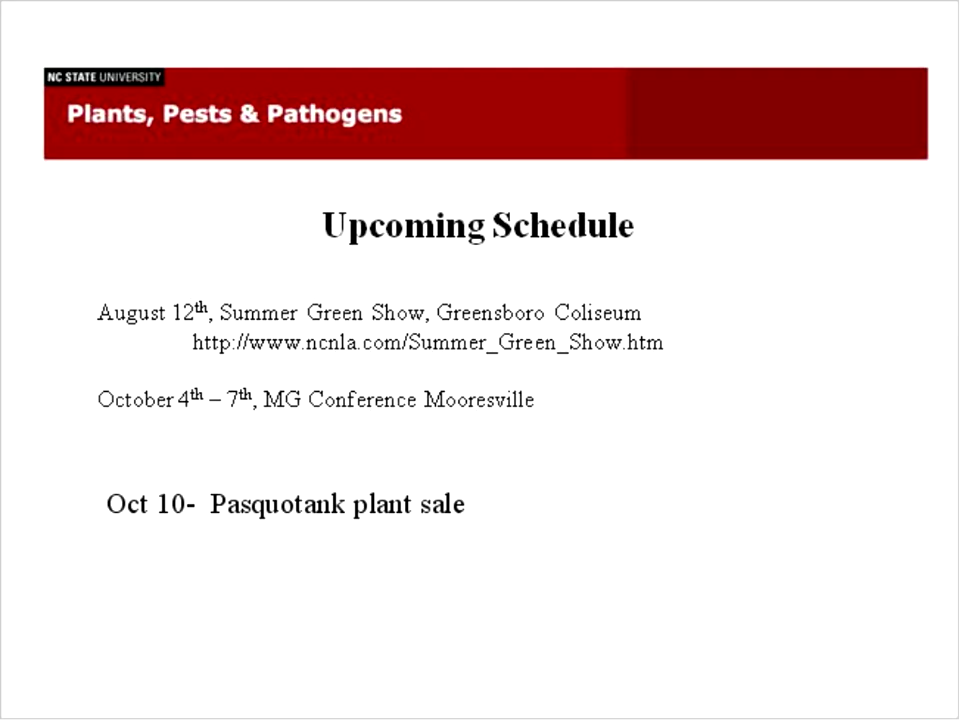 NC STATE UNIVERSITY
Plants, Pests & Pathogens
Upcoming Schedule
August 12th, Summer Green Show, Greensboro Coliseum
http://www.ncnla.com/Summer_Green_Show.htm
October 4th – 7th, MG Conference Mooresville
Oct 10-  Pasquotank plant sale